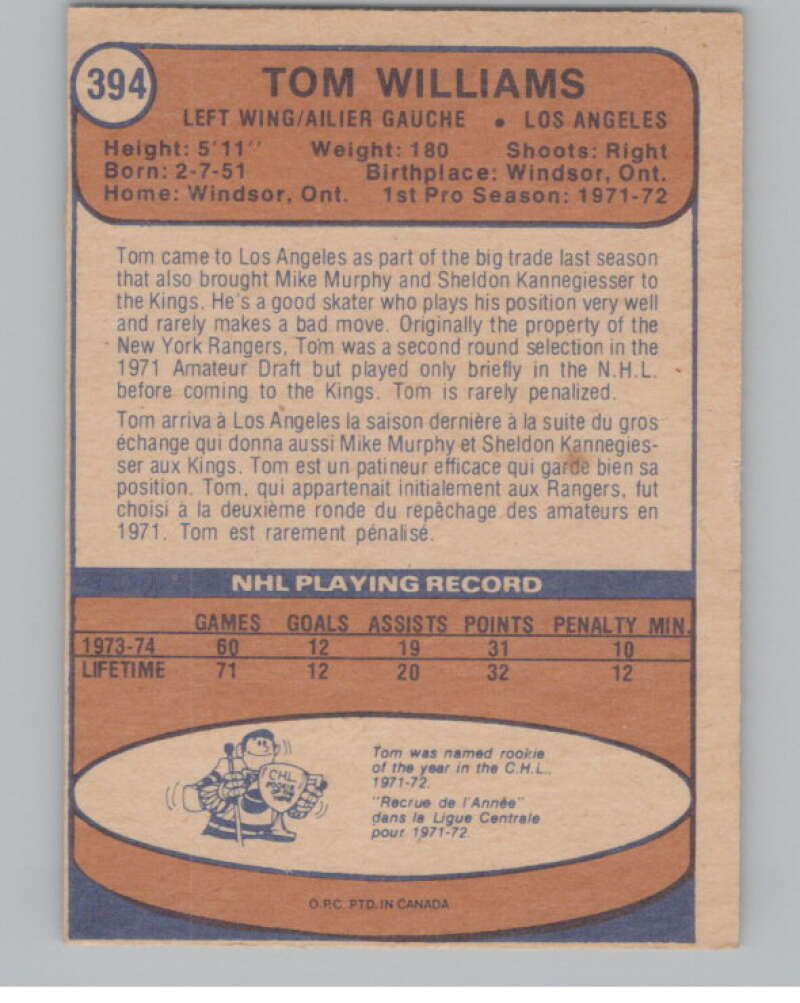 394
TOM WILLIAMS
LEFT WING/AILIER GAUCHE • LOS ANGELES
Height: 5'11" Weight: 180 Shoots: Right
Born: 2-7-51 Birthplace: Windsor, Ont.
Home: Windsor, Ont. 1st Pro Season: 1971-72
Tom came to Los Angeles as part of the big trade last season
that also brought Mike Murphy and Sheldon Kannegiesser to
the Kings. He's a good skater who plays his position very well
and rarely makes a bad move. Originally the property of the
New York Rangers, Tom was a second round selection in the
1971 Amateur Draft but played only briefly in the N.H.L.
before coming to the Kings. Tom is rarely penalized.
Tom arriva à Los Angeles la saison dernière à la suite du gros
échange qui donna aussi Mike Murphy et Sheldon Kannegies-
ser aux Kings. Tom est un patineur efficace qui garde bien sa
position. Tom, qui appartenait initialement aux Rangers, fut
choisi à la deuxième ronde du repêchage des amateurs en
1971. Tom est rarement pénalisé.
NHL PLAYING RECORD
GAMES GOALS ASSISTS POINTS PENALTY MIN.
1973-74 60 12 19 31 10
LIFETIME 71 12 20 32 12
CHL
Tom was named rookie
of the year in the C.H.L.,
1971-72.
"Recrue de l'Année"
dans la Ligue Centrale
pour 1971-72.
O.P.C. PTD. IN CANADA